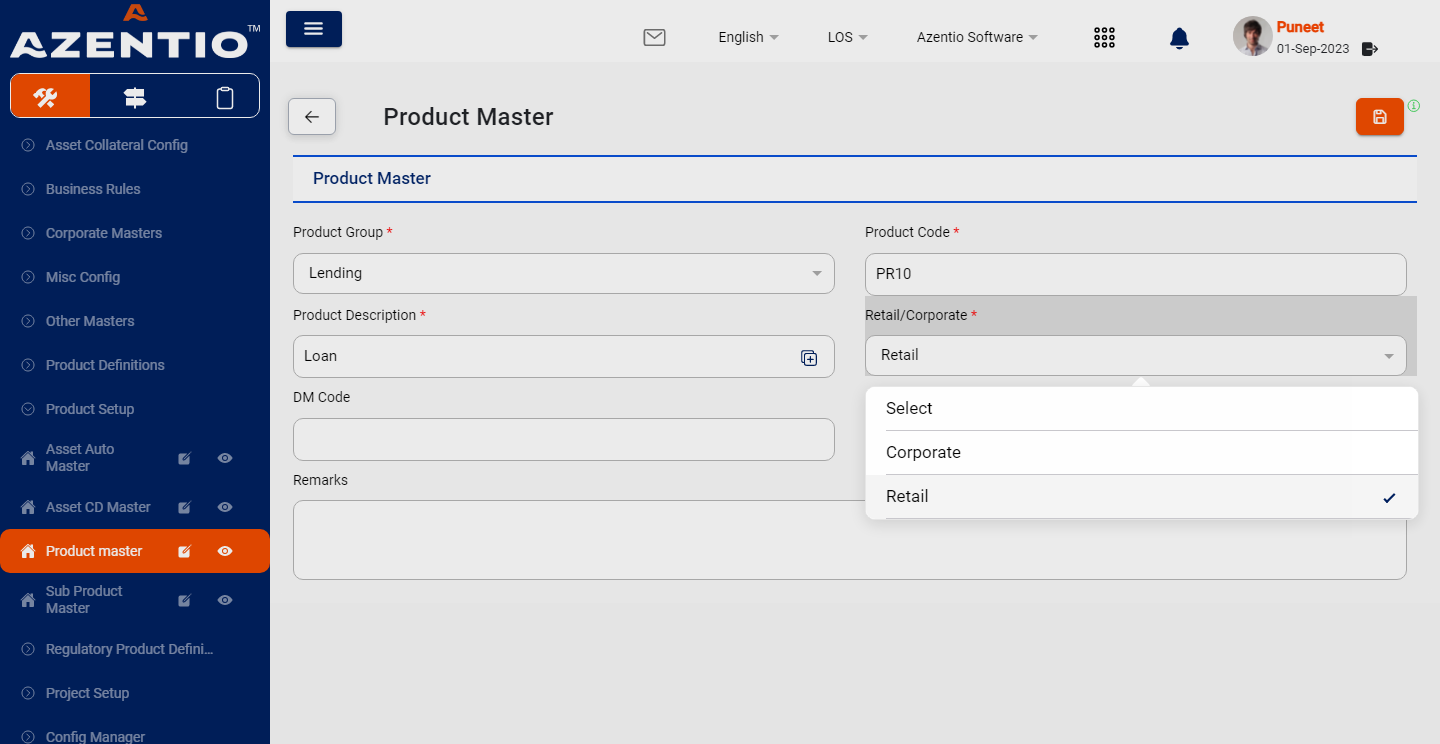 AZENTIO™
English
LOS
Azentio Software
Puneet
01-Sep-2023
Asset Collateral Config
Business Rules
Corporate Masters
Misc Config
Other Masters
Product Definitions
Product Setup
Asset Auto
Master
Asset CD Master
Product master
Sub Product
Master
Regulatory Product Defini...
Project Setup
Config Manager
Product Master
Product Master
Product Group *
Lending
Product Code *
PR10
Product Description *
Loan
Retail/Corporate *
Retail
Select
Corporate
Retail
DM Code
Remarks